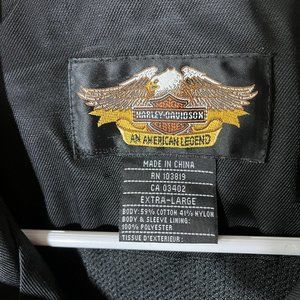 MOTOR
HARLEY-DAVIDSON
CYCLES
AN AMERICAN LEGEND
MADE IN CHINA
RN 103819
CA 03402
EXTRA-LARGE
BODY: 59% COTTON 41% NYLON
BODY & SLEEVE LINING:
100% POLYESTER
TISSUE D'EXTERIEUR: